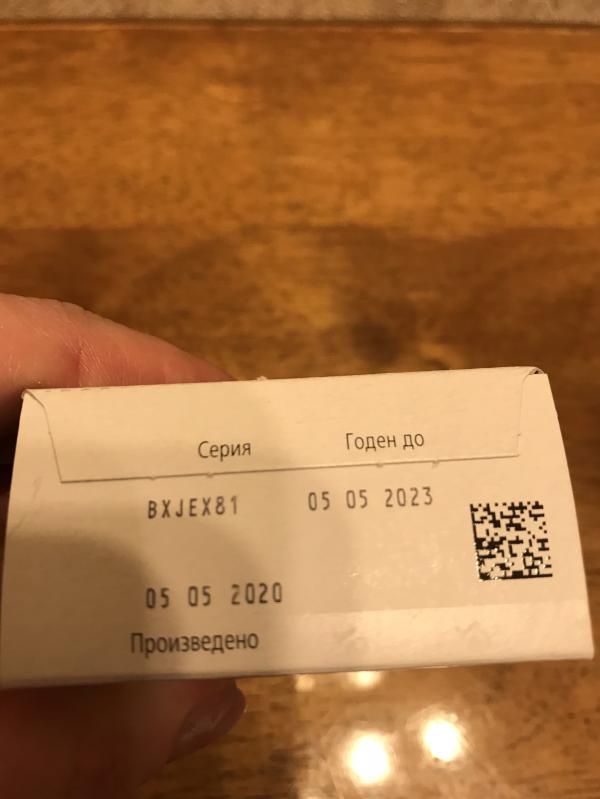 Серия Годен до
BXJEX81 05 05 2023
05 05 2020
Произведено